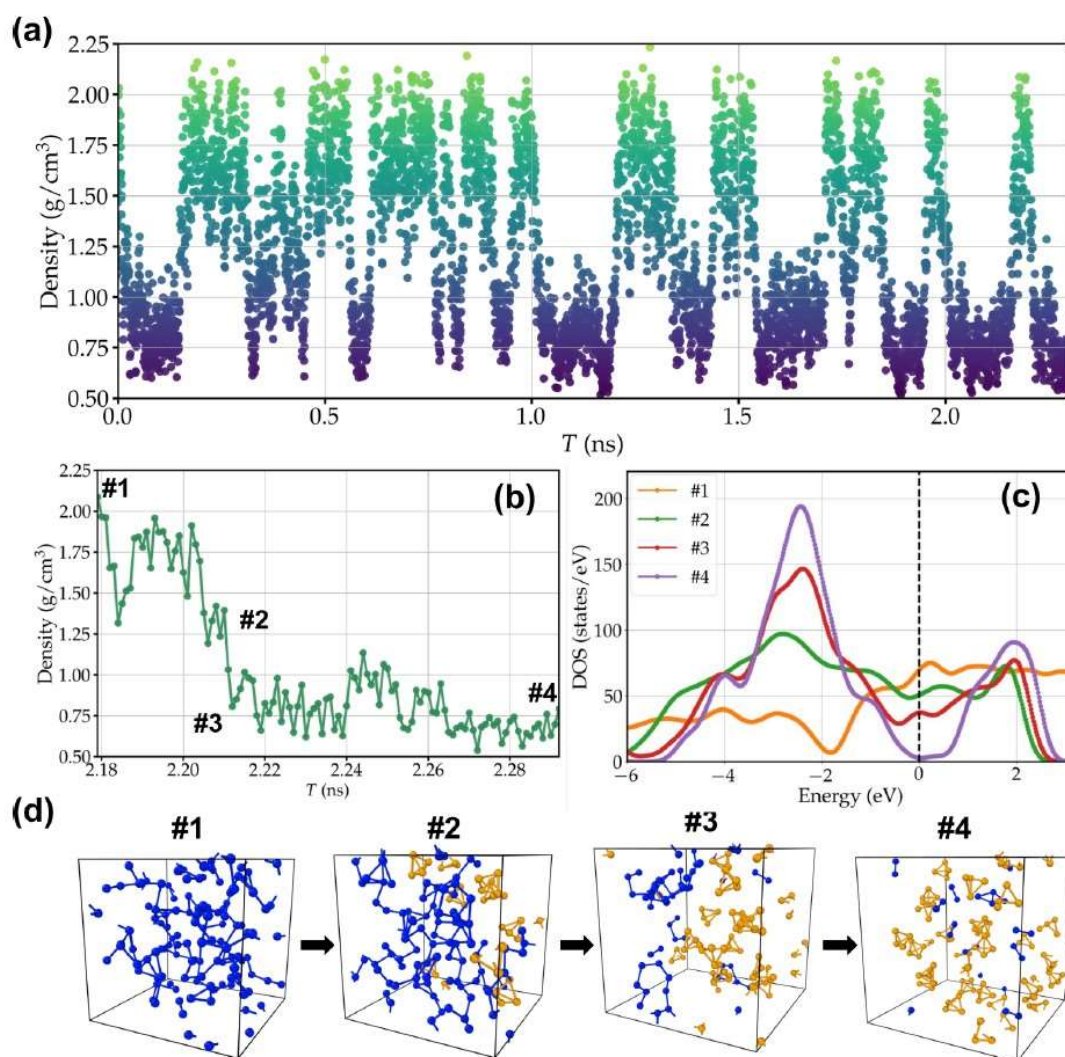 (a)
2.25
2.00
1.75
1.50
1.25
1.00
0.75
0.50
Density (g/cm³)
0.0 0.5 1.0 1.5 2.0
T (ns)
(b)
2.25
2.00
1.75
1.50
1.25
1.00
0.75
0.50
Density (g/cm³)
#1
#2
#3
#4
2.18 2.20 2.22 2.24 2.26 2.28
T (ns)
(c)
#1
#2
#3
#4
200
150
100
50
0
DOS (states/eV)
−6 −4 −2 0 2
Energy (eV)
(d)
#1 #2 #3 #4